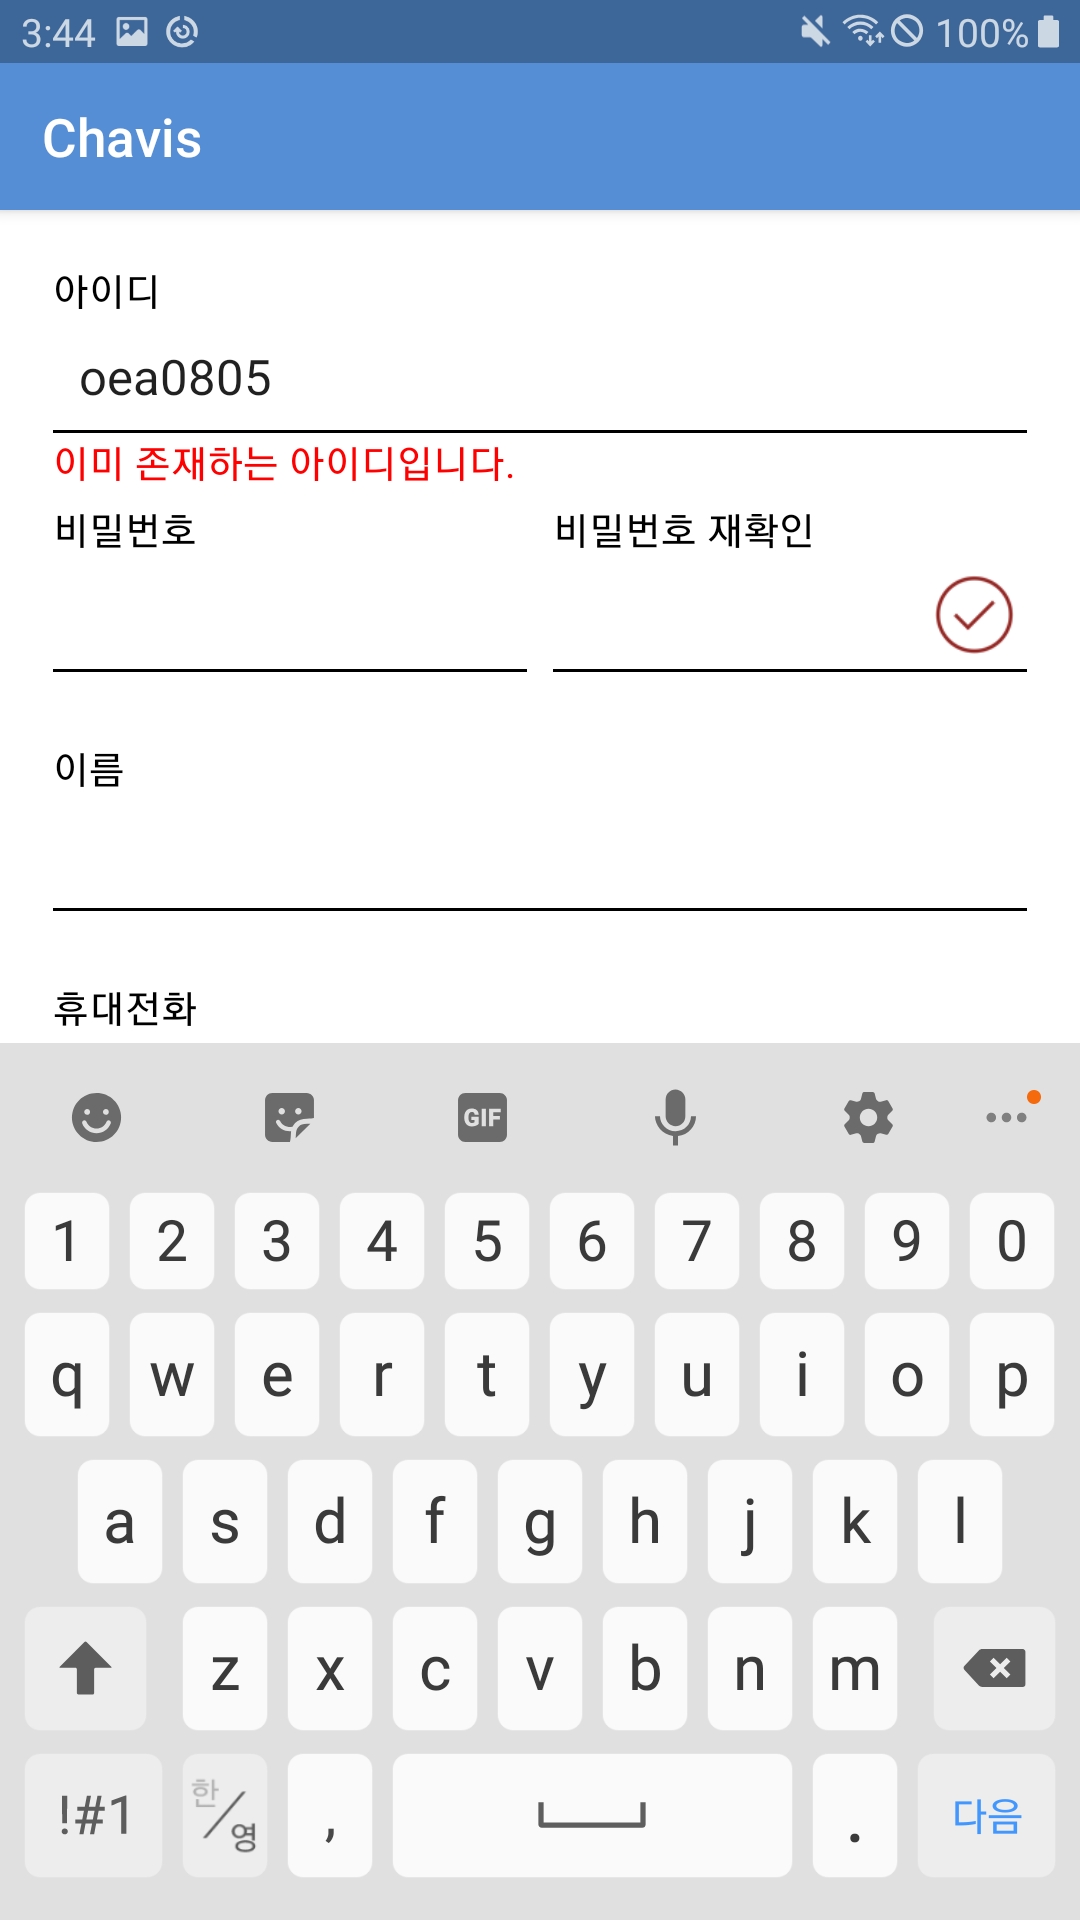 3:44 100%
Chavis
아이디
oea0805
이미 존재하는 아이디입니다.
비밀번호 비밀번호 재확인
이름
휴대전화
GIF
1 2 3 4 5 6 7 8 9 0
q w e r t y u i o p
a s d f g h j k l
z x c v b n m
!#1 한/영 , . 다음